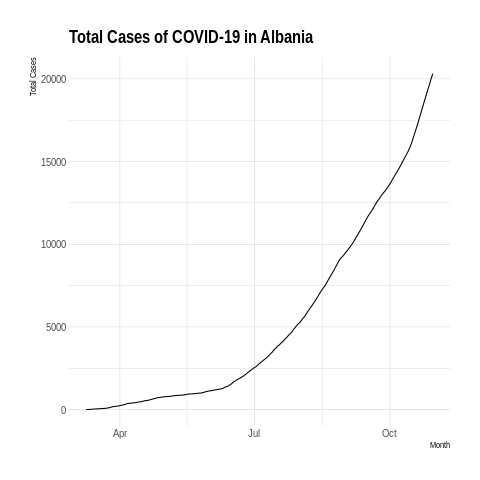 Total Cases of COVID-19 in Albania
Total Cases
20000
15000
10000
5000
0
Apr Jul Oct
Month